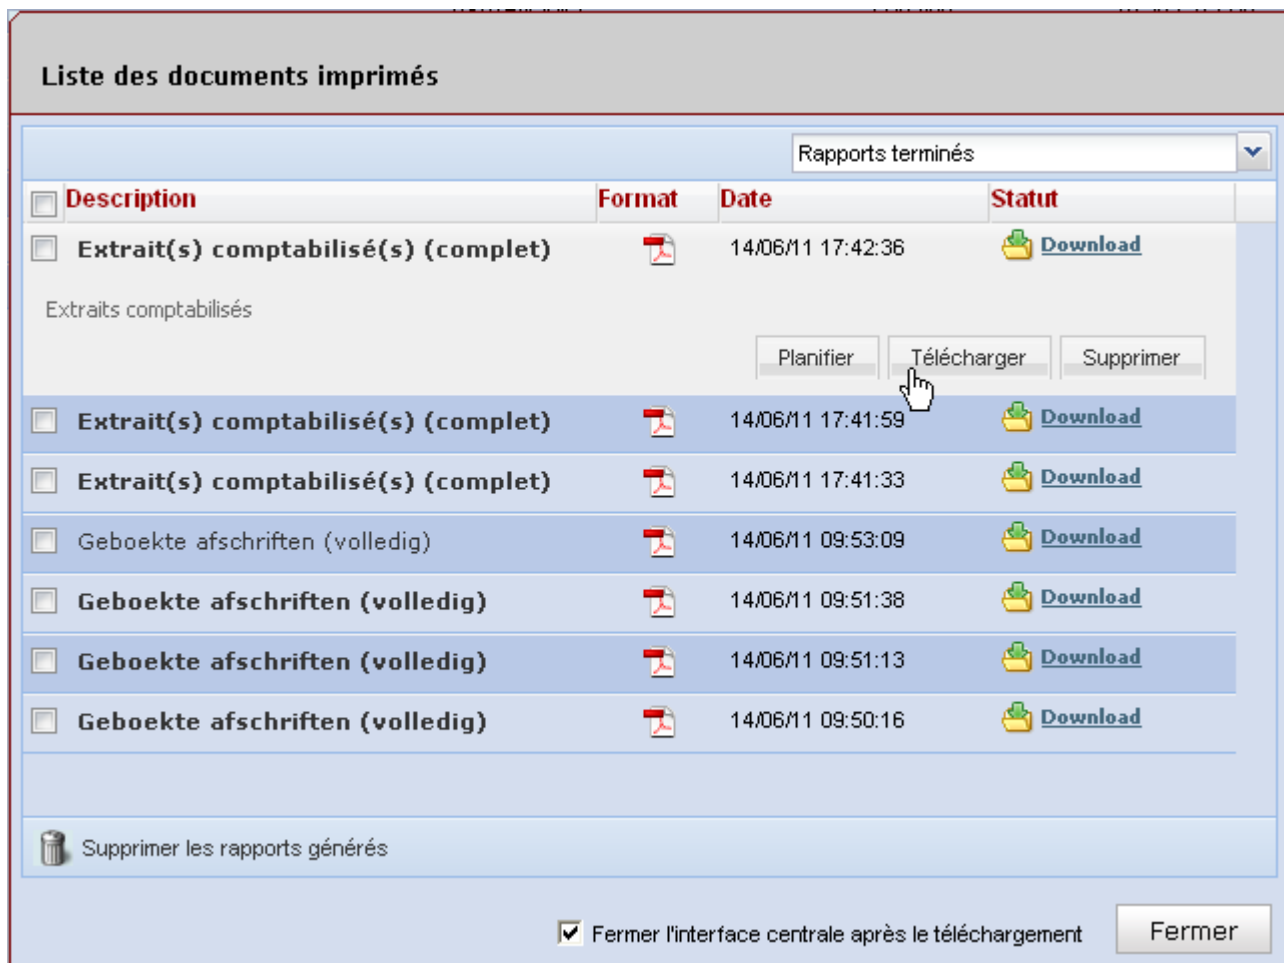 Liste des documents imprimés
Rapports terminés
Description Format Date Statut
Extrait(s) comptabilisé(s) (complet) 14/06/11 17:42:36 Download
Extraits comptabilisés
Planifier Télécharger Supprimer
Extrait(s) comptabilisé(s) (complet) 14/06/11 17:41:59 Download
Extrait(s) comptabilisé(s) (complet) 14/06/11 17:41:33 Download
Geboekte afschriften (volledig) 14/06/11 09:53:09 Download
Geboekte afschriften (volledig) 14/06/11 09:51:38 Download
Geboekte afschriften (volledig) 14/06/11 09:51:13 Download
Geboekte afschriften (volledig) 14/06/11 09:50:16 Download
Supprimer les rapports générés
Fermer l'interface centrale après le téléchargement Fermer